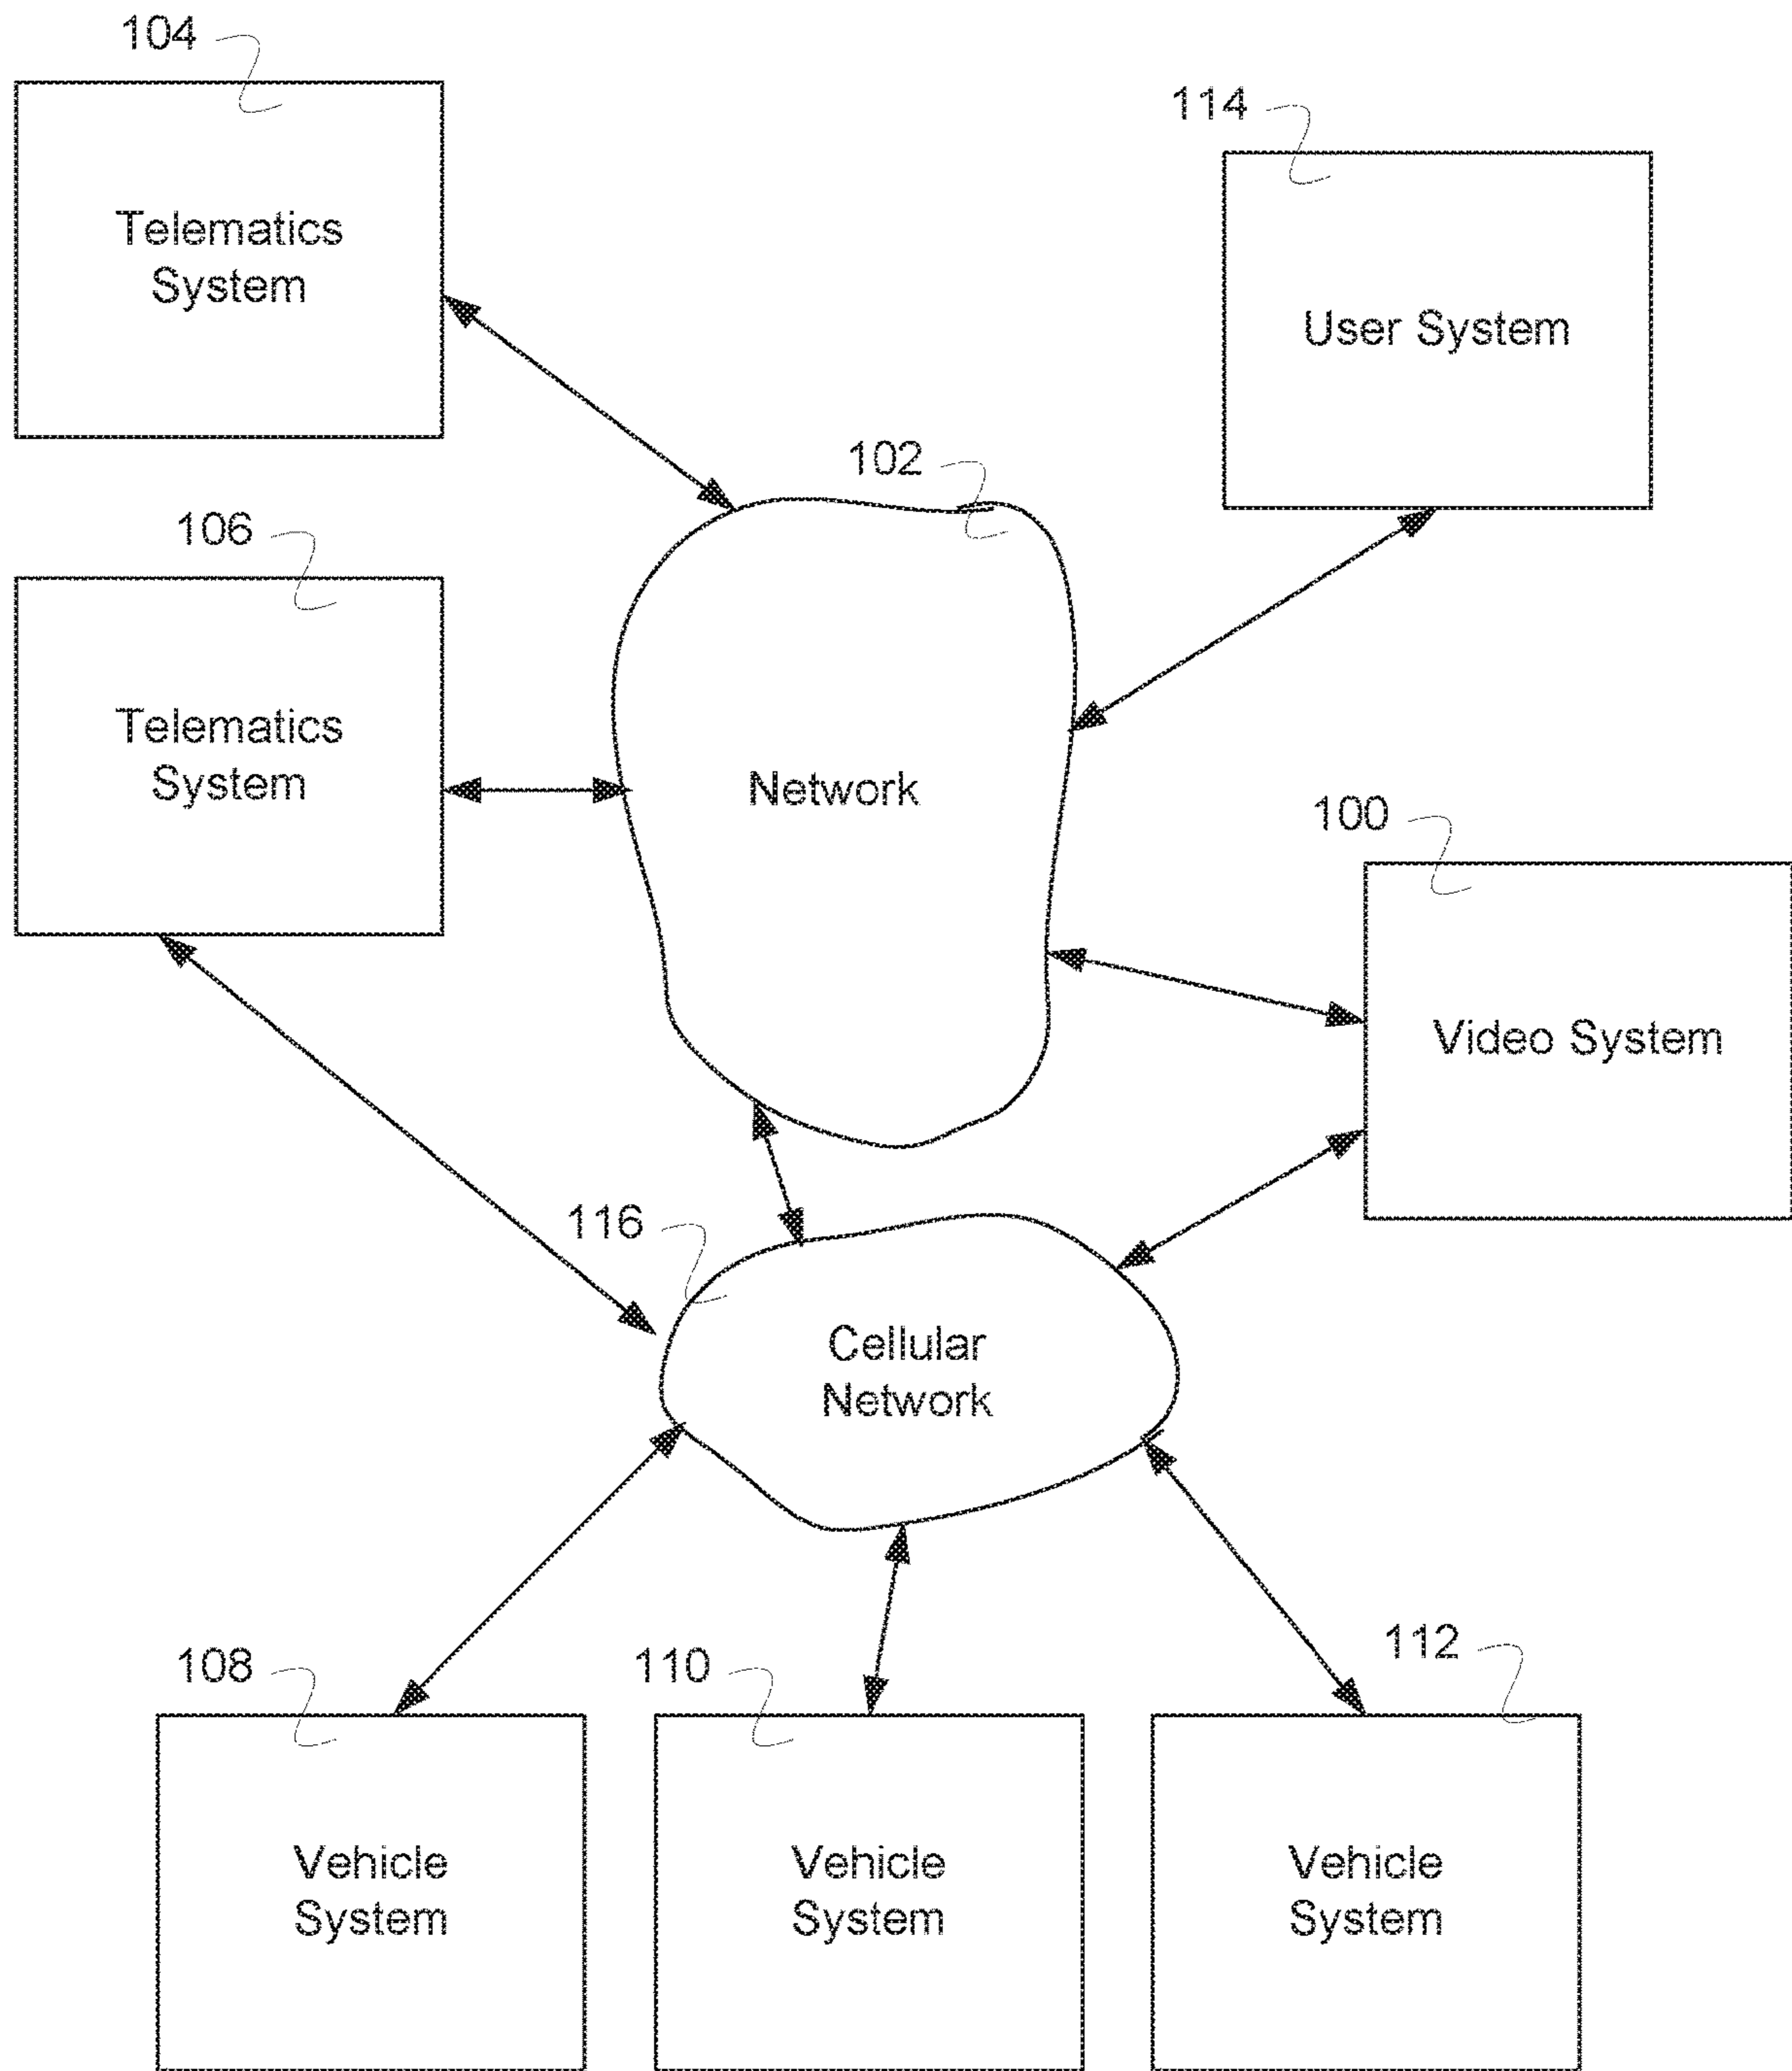 104
Telematics
System
114
User System
102
106
Telematics
System
Network
100
Video System
116
Cellular
Network
108
Vehicle
System
110
Vehicle
System
112
Vehicle
System